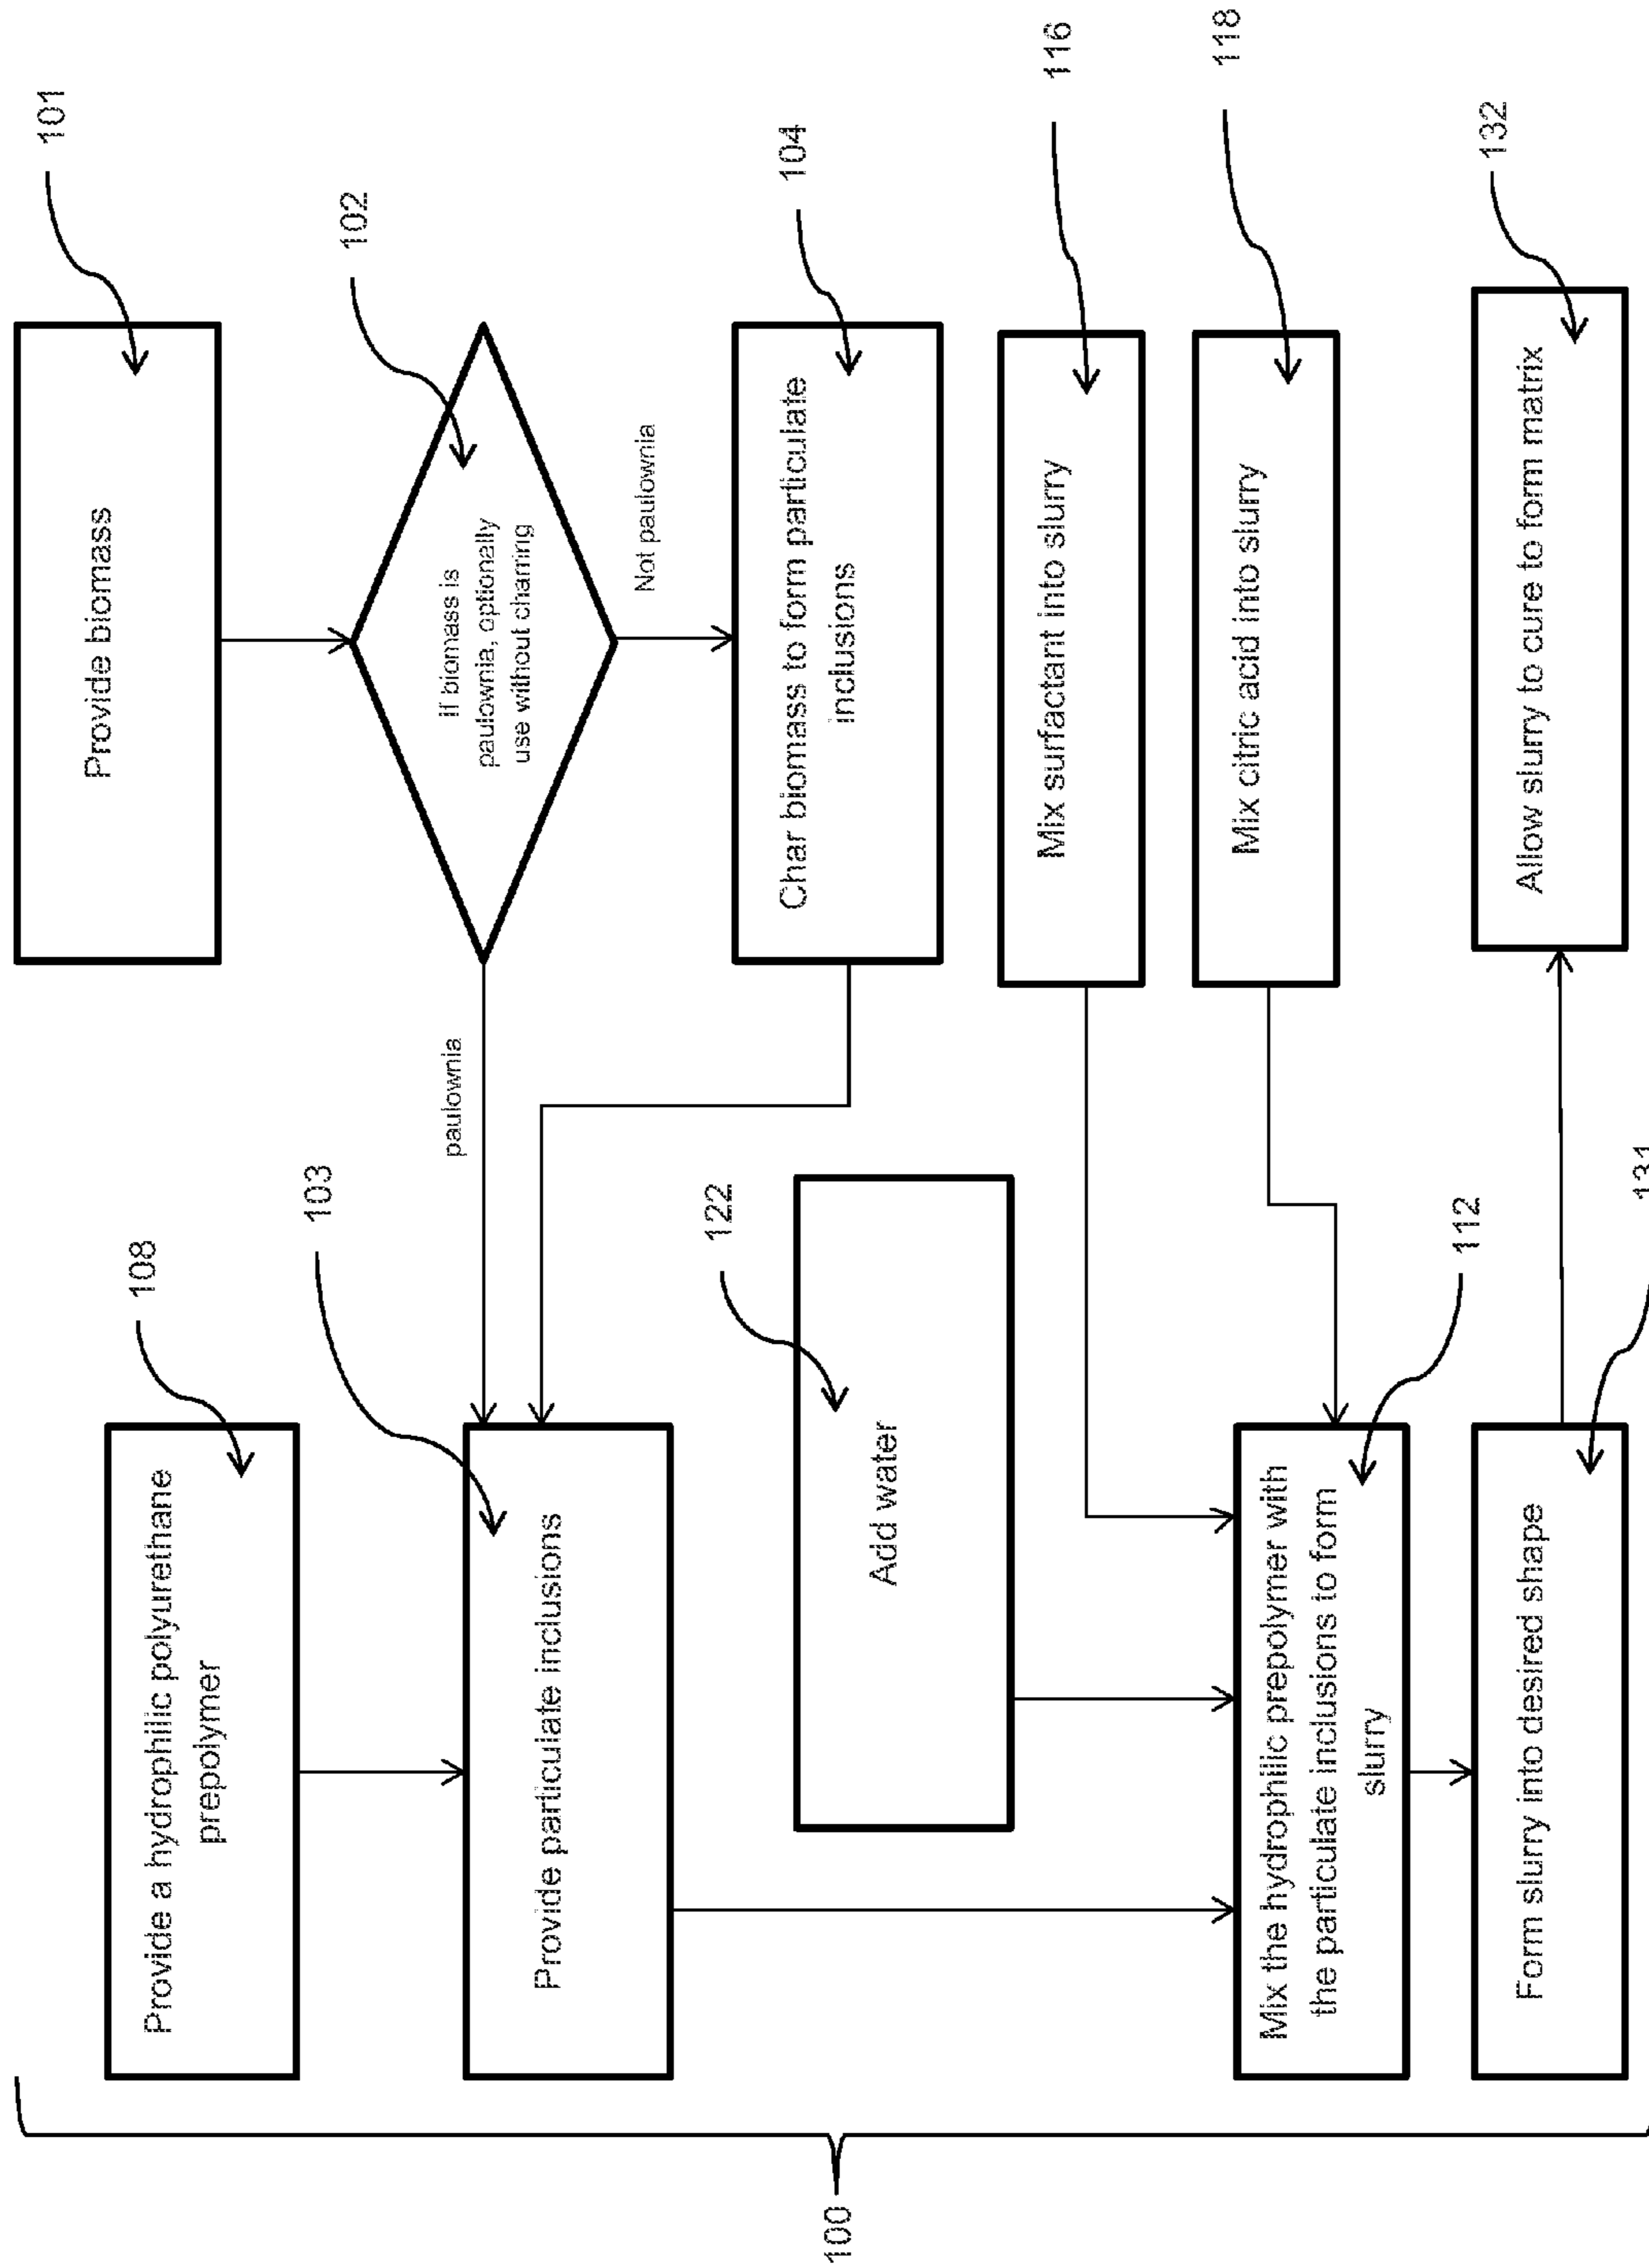 100
108
Provide a hydrophilic polyurethane
prepolymer
101
Provide biomass
102
If biomass is
paulownia, optionally
use without charring
paulownia
Not paulownia
103
Provide particulate inclusions
104
Char biomass to form particulate
inclusions
122
Add water
116
Mix surfactant into slurry
118
Mix citric acid into slurry
112
Mix the hydrophilic prepolymer with
the particulate inclusions to form
slurry
131
Form slurry into desired shape
132
Allow slurry to cure to form matrix